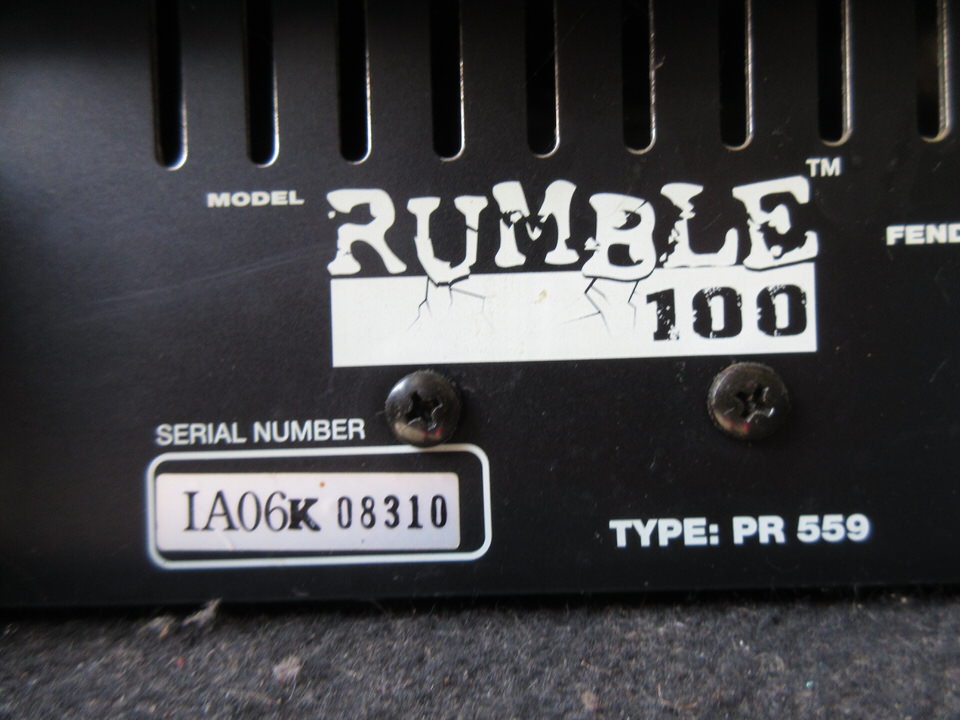 MODEL RUMBLE™
FEND
100
SERIAL NUMBER
IA06K 08310
TYPE: PR 559